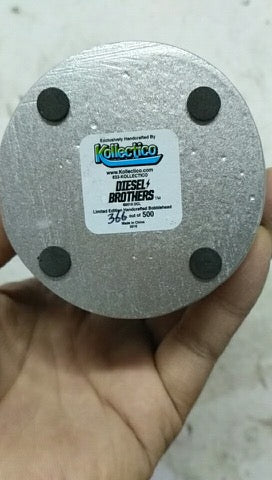 Exclusively Handcrafted By
Kollectico
www.Kollectico.com
833-KOLLECTICO
DIESEL
BROTHERS™
Limited Edition Handcrafted Bobblehead
366 out of 500
Made in China